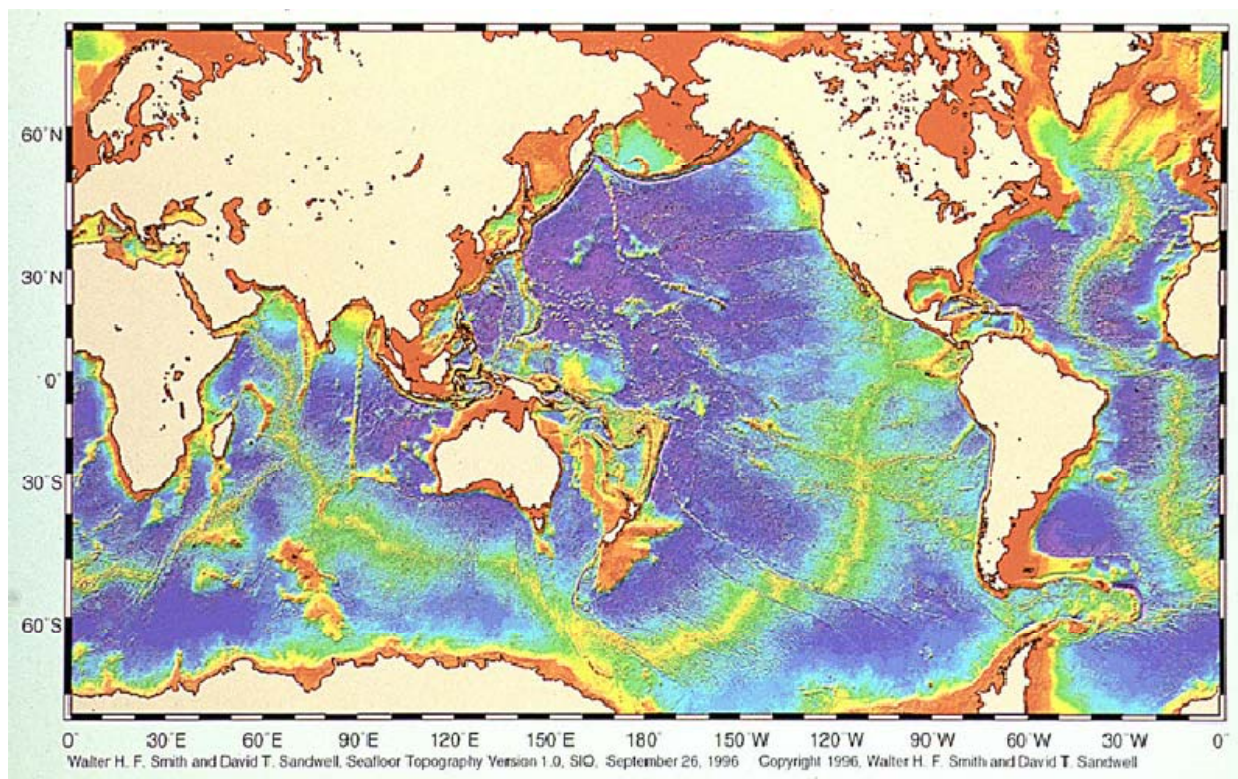 60°N
30°N
0°
30°S
60°S
0° 30°E 60°E 90°E 120°E 150°E 180° 150°W 120°W 90°W 60°W 30°W 0°
Walter H. F. Smith and David T. Sandwell, Seafloor Topography Version 1.0, SIO, September 26, 1996 Copyright 1996, Walter H. F. Smith and David T. Sandwell